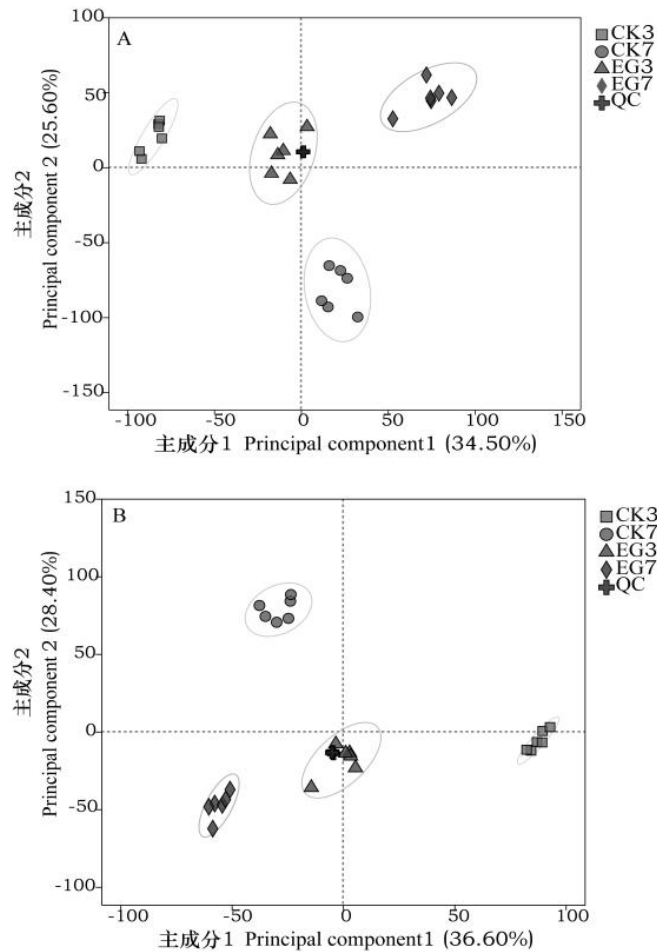 A
100
50
0
-50
-100
-150
主成分2
Principal component 2 (25.60%)
-100
-50
0
50
100
150
主成分1 Principal component1 (34.50%)
CK3
CK7
EG3
EG7
QC
B
150
100
50
0
-50
-100
主成分2
Principal component 2 (28.40%)
-100
-50
0
50
100
主成分1 Principal component1 (36.60%)
CK3
CK7
EG3
EG7
QC